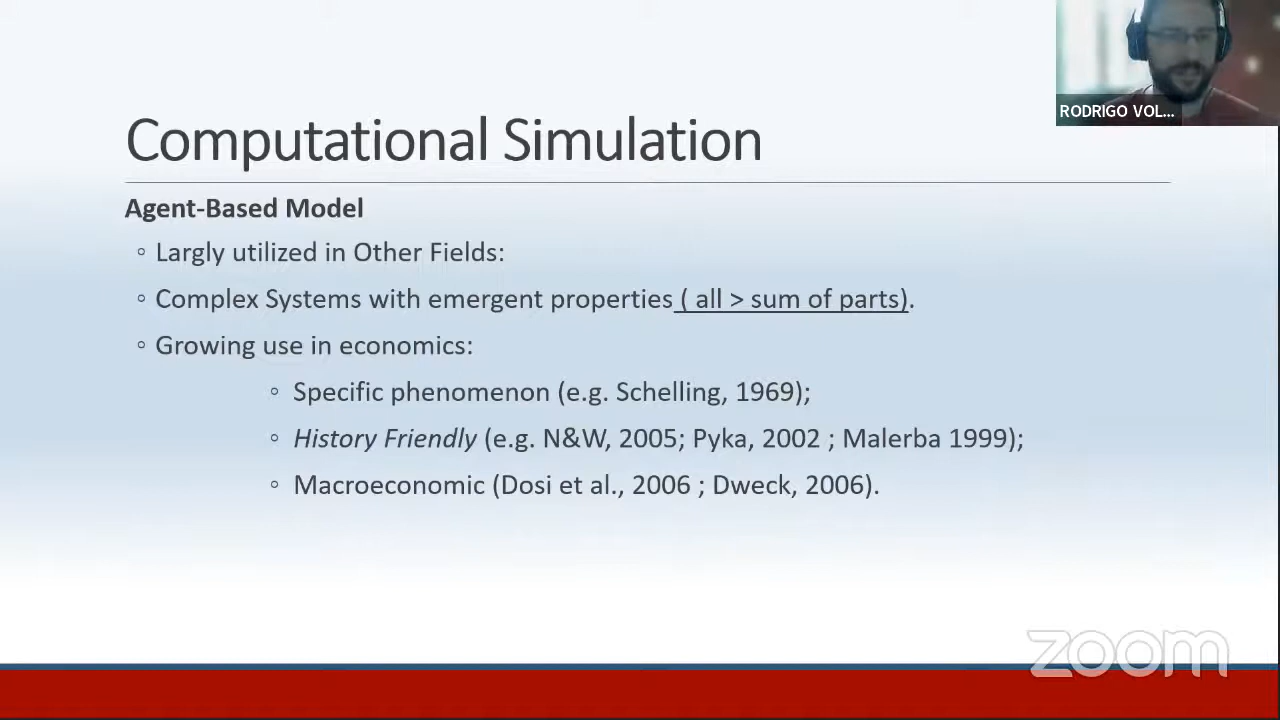 RODRIGO VOL...
Computational Simulation
Agent-Based Model
◦ Largely utilized in Other Fields:
◦ Complex Systems with emergent properties ( all > sum of parts).
◦ Growing use in economics:
◦ Specific phenomenon (e.g. Schelling, 1969);
◦ History Friendly (e.g. N&W, 2005; Pyka, 2002 ; Malerba 1999);
◦ Macroeconomic (Dosi et al., 2006 ; Dweck, 2006).
zoom